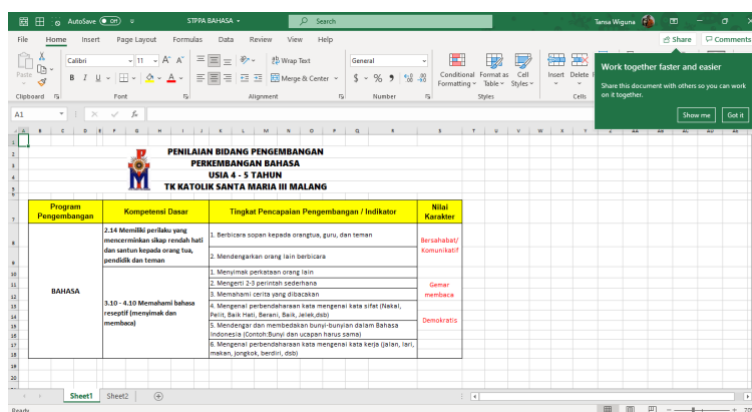 AutoSave Off STPPA BAHASA Search Tansa Wiguna
File Home Insert Page Layout Formulas Data Review View Help Share Comments
Paste Calibri 11 A A Wrap Text General
B I U A Merge & Center $ % 9 Conditional Formatting Format as Table Cell Styles Insert Delete
Clipboard Font Alignment Number Styles Cells
Work together faster and easier
Share this document with others so you can work on it together.
Show me Got it
A1 fx
PENILAIAN BIDANG PENGEMBANGAN
PERKEMBANGAN BAHASA
USIA 4 - 5 TAHUN
TK KATOLIK SANTA MARIA III MALANG
Program Pengembangan Kompetensi Dasar Tingkat Pencapaian Pengembangan / Indikator Nilai Karakter
BAHASA
2.14 Memiliki perilaku yang
mencerminkan sikap rendah hati
dan santun kepada orang tua,
pendidik dan teman
1. Berbicara sopan kepada orangtua, guru, dan teman
2. Mendengarkan orang lain berbicara
Bersahabat/
Komunikatif
3.10 - 4.10 Memahami bahasa
reseptif (menyimak dan
membaca)
1. Menyimak perkataan orang lain
2. Mengerti 2-3 perintah sederhana
3. Memahami cerita yang dibacakan
4. Mengenal perbendaharaan kata mengenai kata sifat (Nakal,
Pelit, Baik Hati, Berani, Baik, Jelek,dsb)
5. Mendengar dan membedakan bunyi-bunyian dalam Bahasa
Indonesia (Contoh:Bunyi dan ucapan harus sama)
6. Mengenal perbendaharaan kata mengenai kata kerja (jalan, lari,
makan, jongkok, berdiri, dsb)
Gemar
membaca
Demokratis
Sheet1 Sheet2
Ready